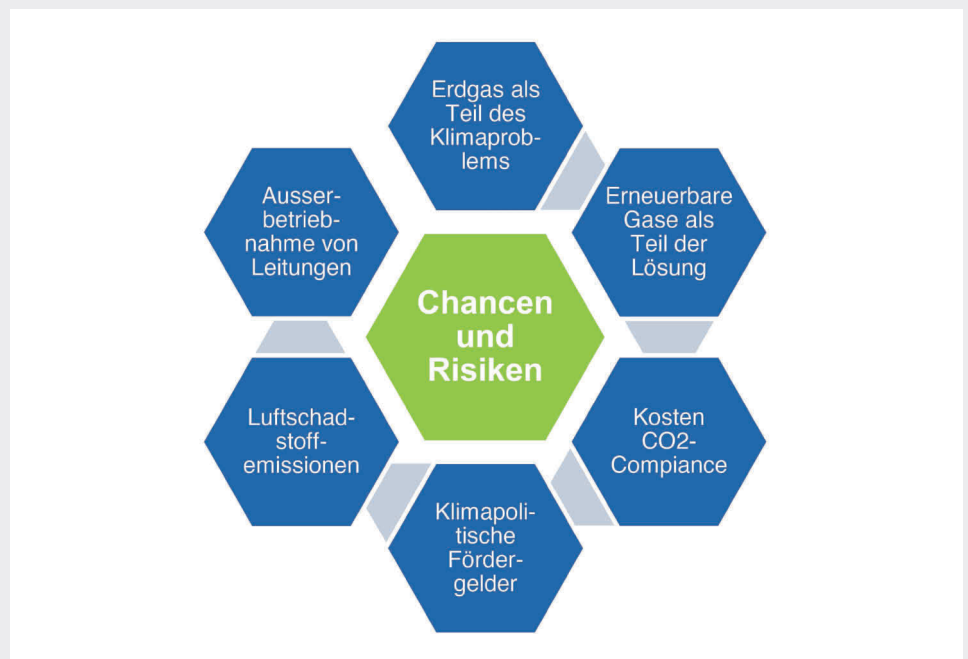 Erdgas als
Teil des
Klimaprob-
lems
Erneuerbare
Gase als
Teil der
Lösung
Kosten
CO2-
Compiance
Klimapoli-
tische
Förder-
gelder
Luftschad-
stoff-
emissionen
Ausser-
betrieb-
nahme von
Leitungen
Chancen
und
Risiken